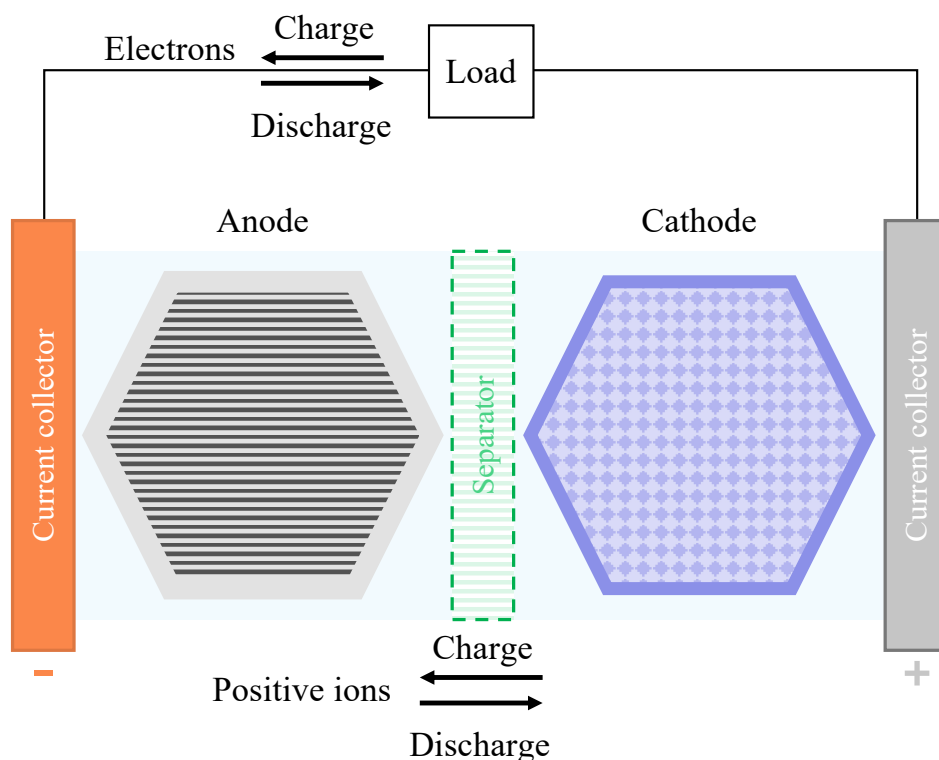 Charge
Electrons
Load
Discharge
Anode
Cathode
Current collector
Separator
Current collector
-
+
Charge
Positive ions
Discharge